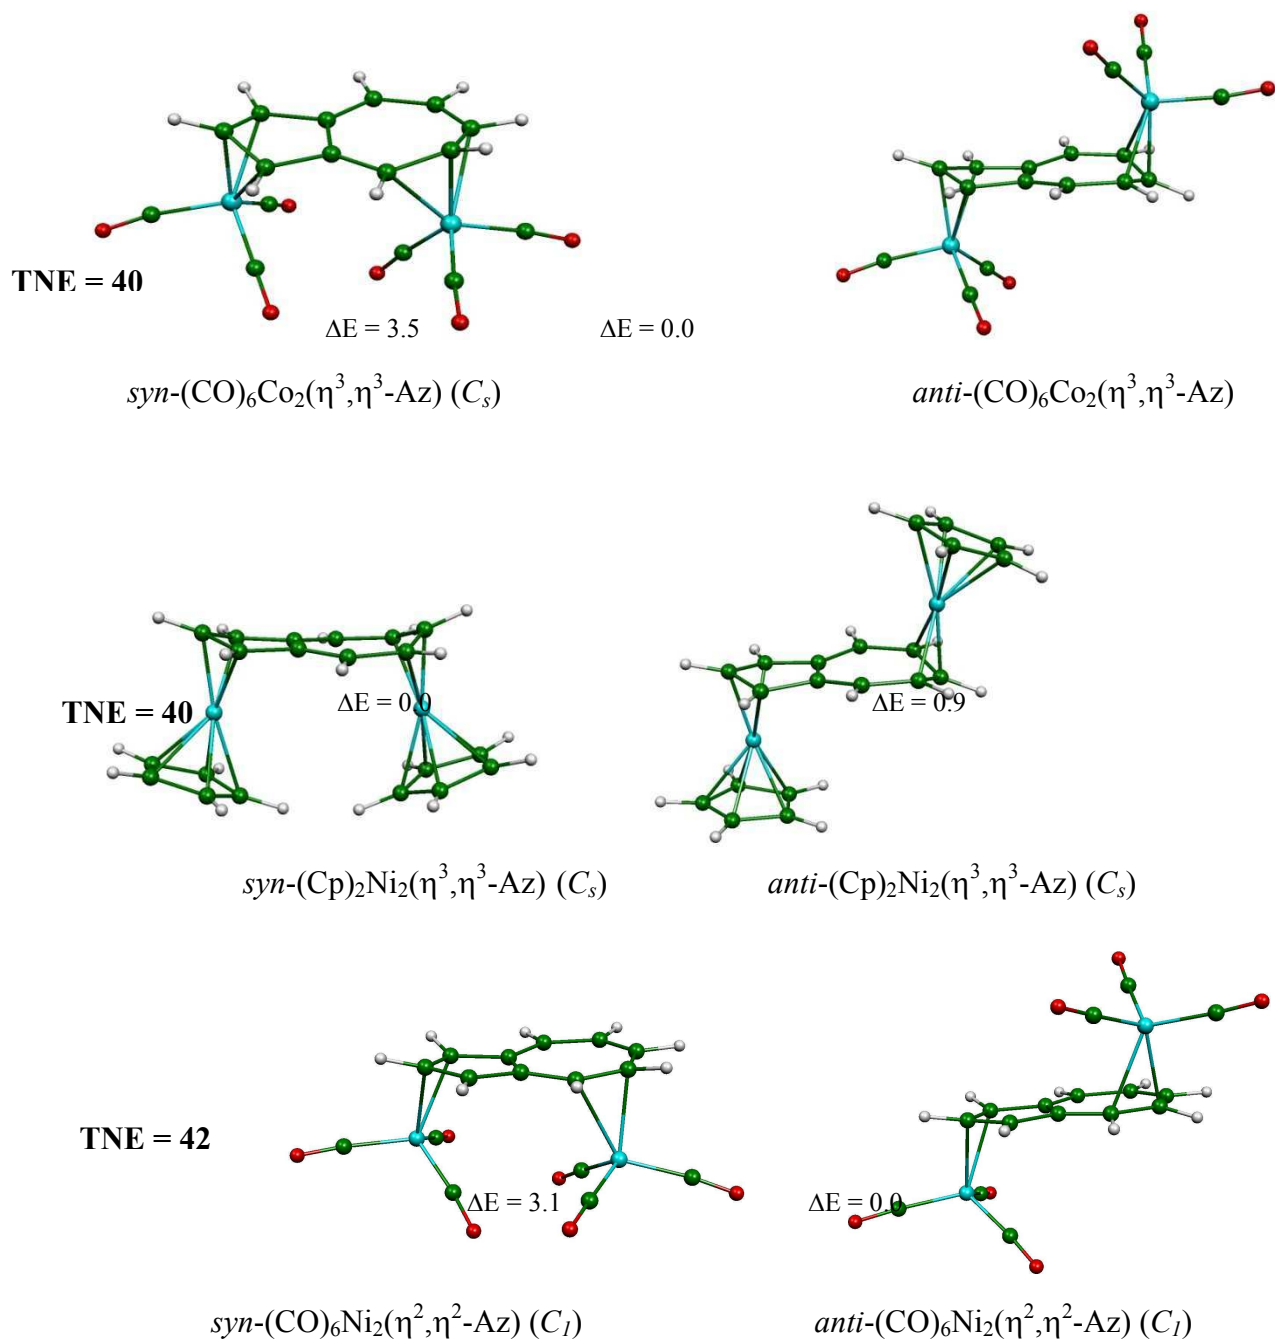 TNE = 40
ΔE = 3.5 ΔE = 0.0
syn-(CO)₆Co₂(η³,η³-Az) (Cₛ) anti-(CO)₆Co₂(η³,η³-Az)
TNE = 40 ΔE = 0.0 ΔE = 0.9
syn-(Cp)₂Ni₂(η³,η³-Az) (Cₛ) anti-(Cp)₂Ni₂(η³,η³-Az) (Cₛ)
TNE = 42
ΔE = 3.1 ΔE = 0.0
syn-(CO)₆Ni₂(η²,η²-Az) (C₁) anti-(CO)₆Ni₂(η²,η²-Az) (C₁)